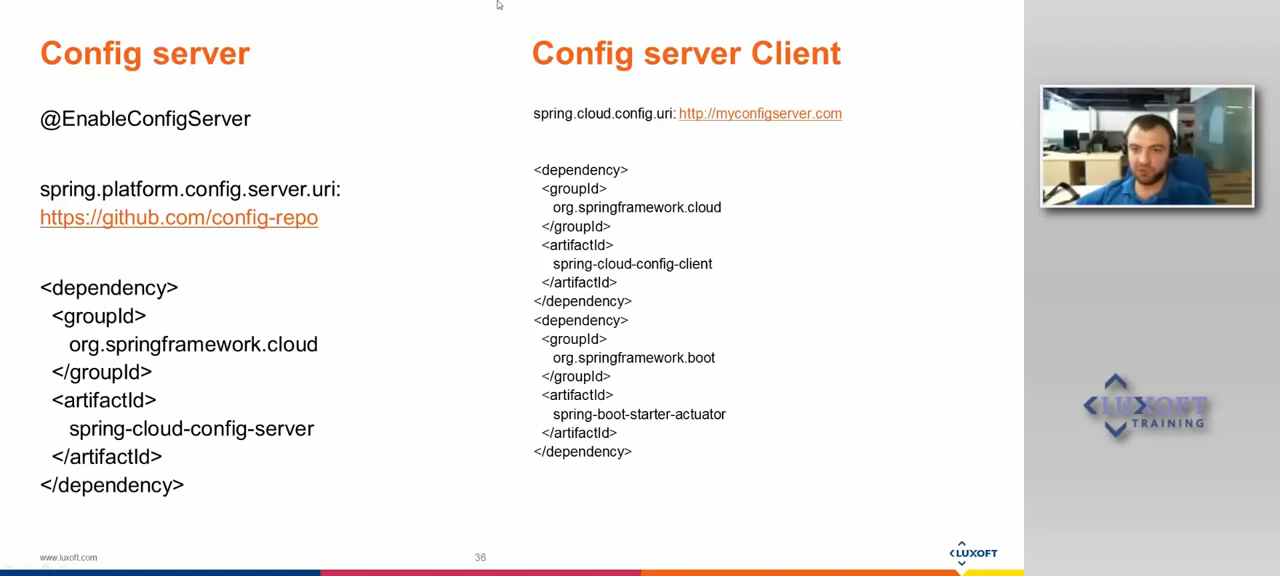 Config server
@EnableConfigServer
spring.platform.config.server.uri:
https://github.com/config-repo
<dependency>
<groupId>
org.springframework.cloud
</groupId>
<artifactId>
spring-cloud-config-server
</artifactId>
</dependency>
Config server Client
spring.cloud.config.uri: http://myconfigserver.com
<dependency>
<groupId>
org.springframework.cloud
</groupId>
<artifactId>
spring-cloud-config-client
</artifactId>
</dependency>
<dependency>
<groupId>
org.springframework.boot
</groupId>
<artifactId>
spring-boot-starter-actuator
</artifactId>
</dependency>
www.luxoft.com
36
LUXOFT
LUXOFT
TRAINING